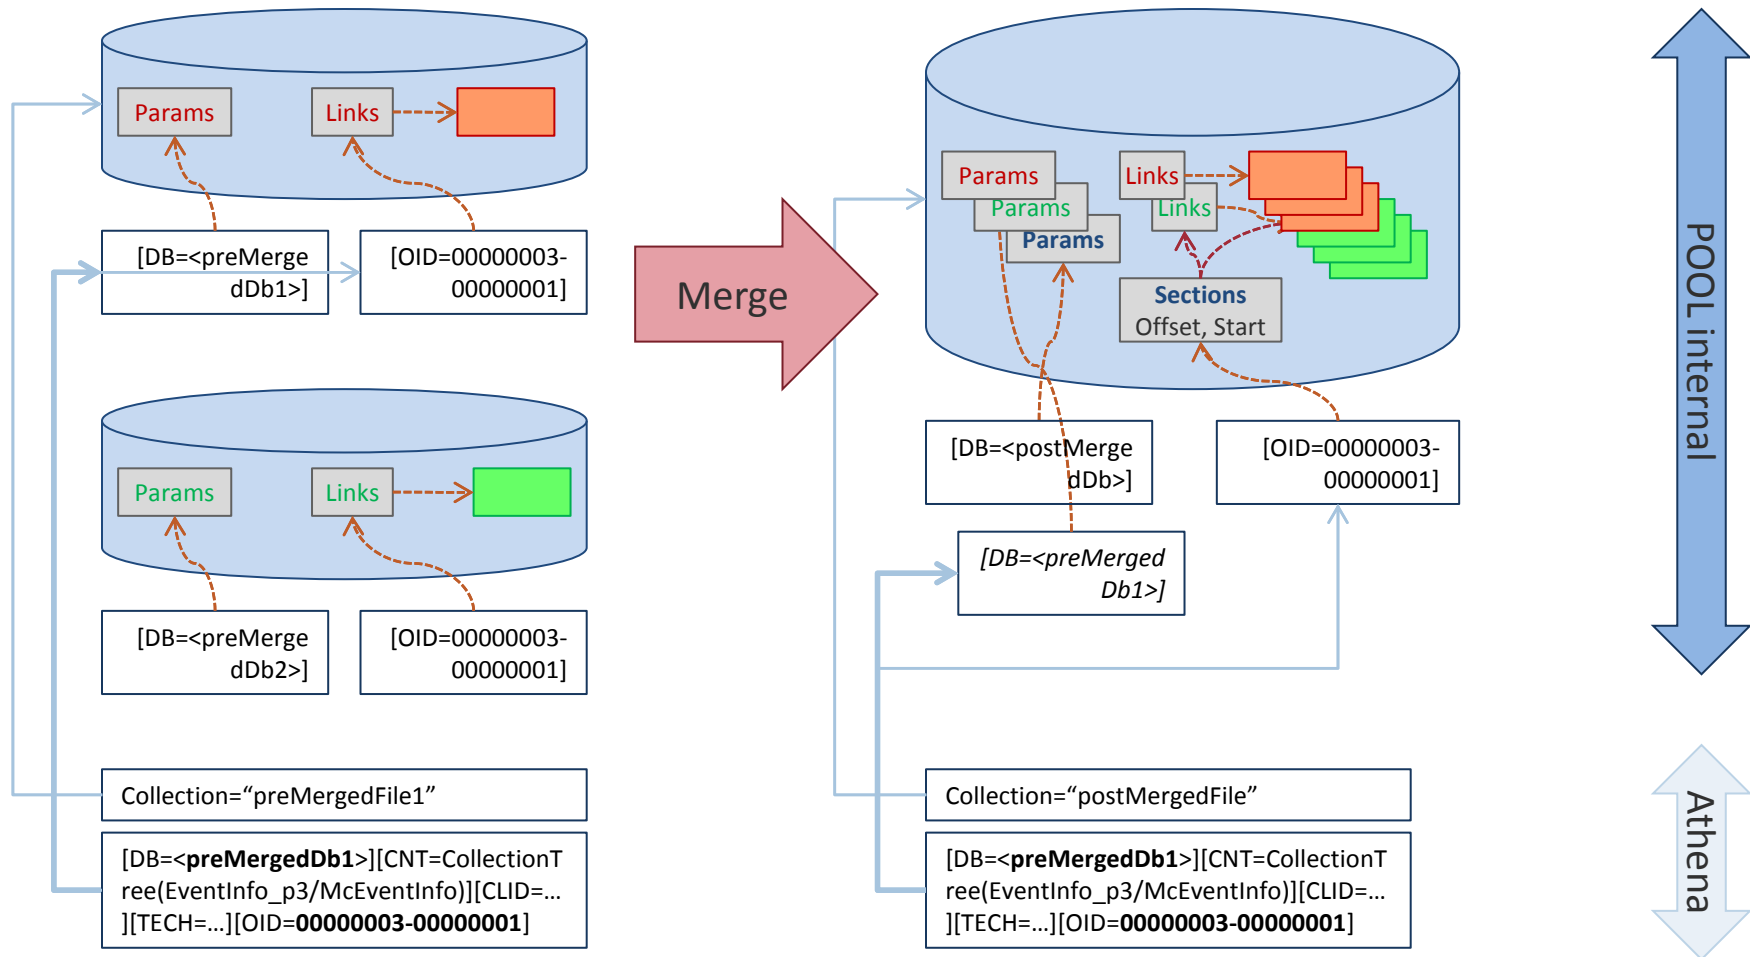 Params
Links
[DB=<preMerge
dDb1>]
[OID=00000003-
00000001]
Params
Links
[DB=<preMerge
dDb2>]
[OID=00000003-
00000001]
Collection=“preMergedFile1”
[DB=<preMergedDb1>][CNT=CollectionT
ree(EventInfo_p3/McEventInfo)][CLID=...
][TECH=...][OID=00000003-00000001]
Merge
Params
Params
Params
Links
Links
Sections
Offset, Start
[DB=<postMerge
dDb>]
[OID=00000003-
00000001]
[DB=<preMerged
Db1>]
Collection=“postMergedFile”
[DB=<preMergedDb1>][CNT=CollectionT
ree(EventInfo_p3/McEventInfo)][CLID=...
][TECH=...][OID=00000003-00000001]
POOL internal
Athena